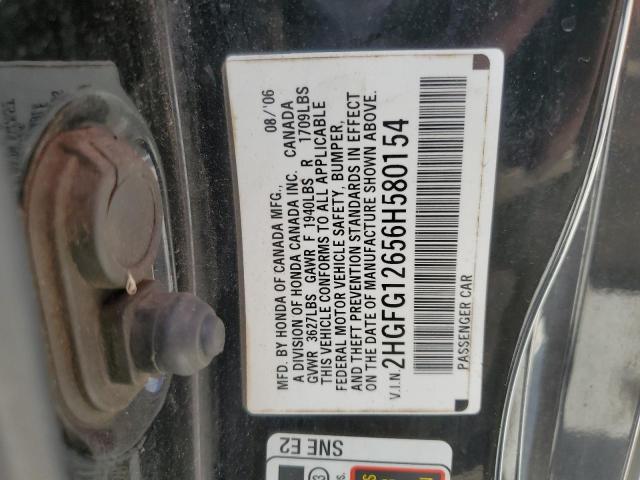 MFD. BY HONDA OF CANADA MFG., 08/'06
A DIVISION OF HONDA CANADA INC. CANADA
GVWR 3627LBS GAWR F 1940LBS R 1709LBS
THIS VEHICLE CONFORMS TO ALL APPLICABLE
FEDERAL MOTOR VEHICLE SAFETY, BUMPER,
AND THEFT PREVENTION STANDARDS IN EFFECT
ON THE DATE OF MANUFACTURE SHOWN ABOVE.
V.I.N. 2HGFG12656H580154
PASSENGER CAR
SNE E2